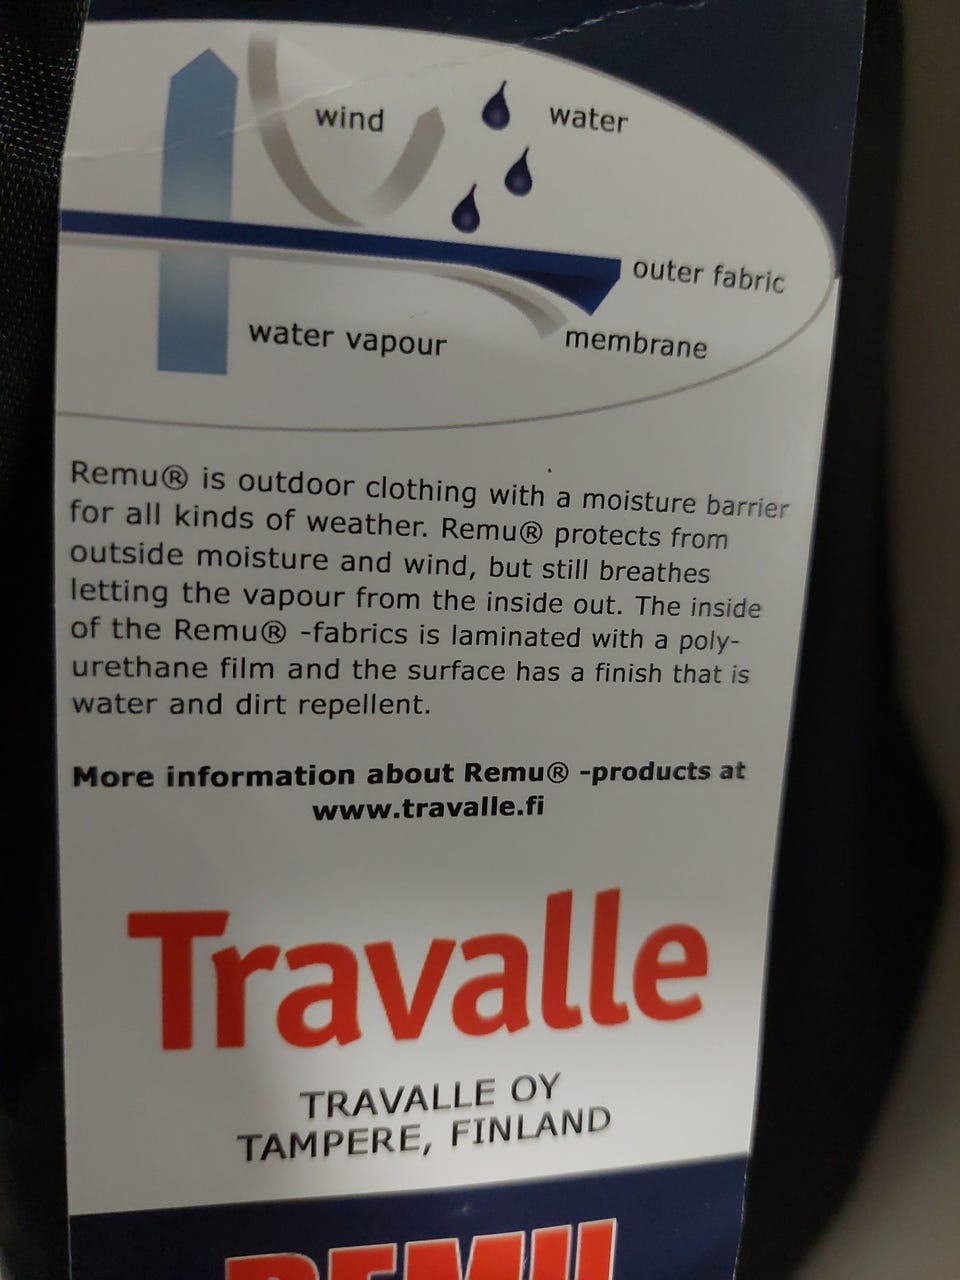 wind
water
outer fabric
water vapour
membrane
Remu® is outdoor clothing with a moisture barrier
for all kinds of weather. Remu® protects from
outside moisture and wind, but still breathes
letting the vapour from the inside out. The inside
of the Remu® -fabrics is laminated with a poly-
urethane film and the surface has a finish that is
water and dirt repellent.
More information about Remu® -products at
www.travalle.fi
Travalle
TRAVALLE OY
TAMPERE, FINLAND
REMU